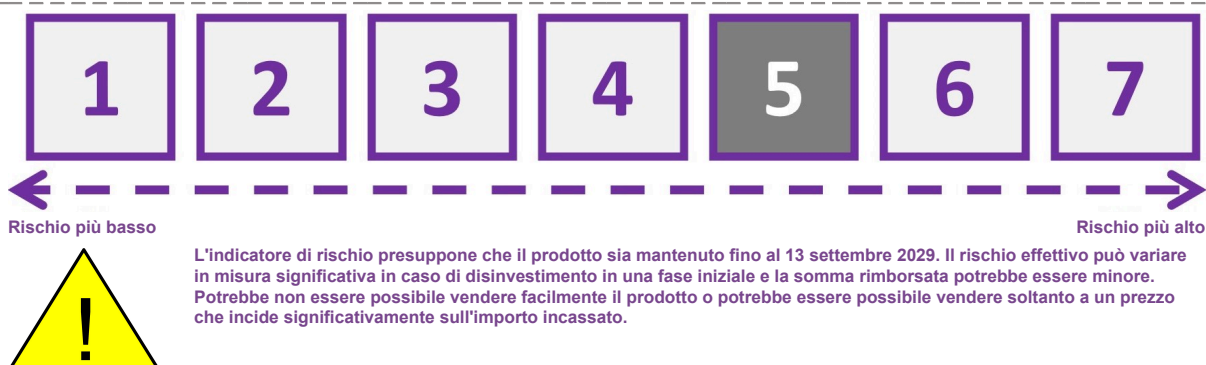 1 2 3 4 5 6 7
Rischio più basso Rischio più alto
L'indicatore di rischio presuppone che il prodotto sia mantenuto fino al 13 settembre 2029. Il rischio effettivo può variare
in misura significativa in caso di disinvestimento in una fase iniziale e la somma rimborsata potrebbe essere minore.
Potrebbe non essere possibile vendere facilmente il prodotto o potrebbe essere possibile vendere soltanto a un prezzo
che incide significativamente sull'importo incassato.
!